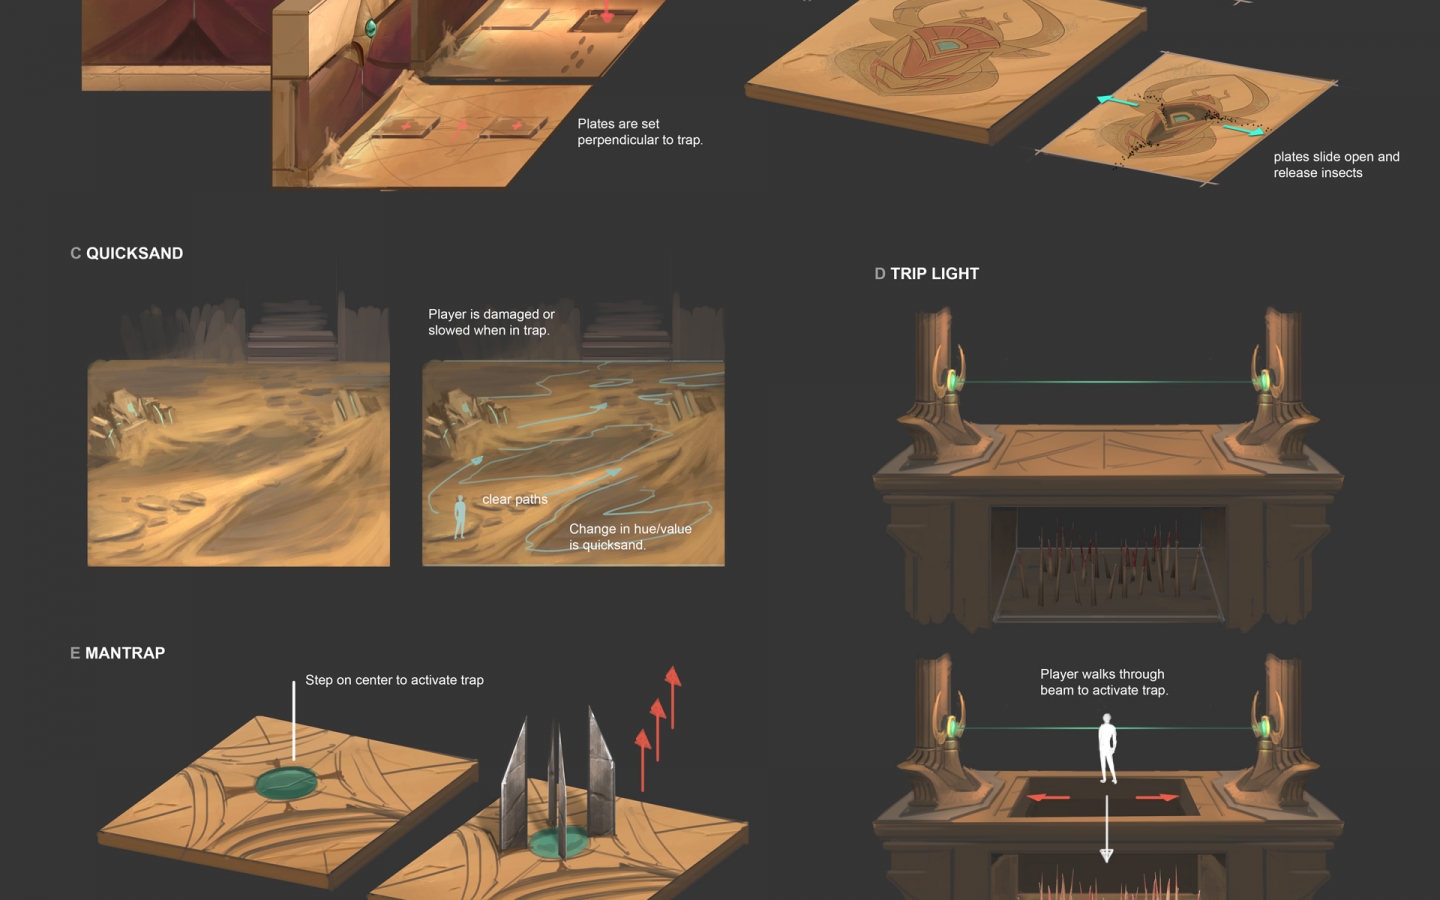 Plates are set
perpendicular to trap.
plates slide open and
release insects
C QUICKSAND
Player is damaged or
slowed when in trap.
clear paths
Change in hue/value
is quicksand.
D TRIP LIGHT
Player walks through
beam to activate trap.
E MANTRAP
Step on center to activate trap